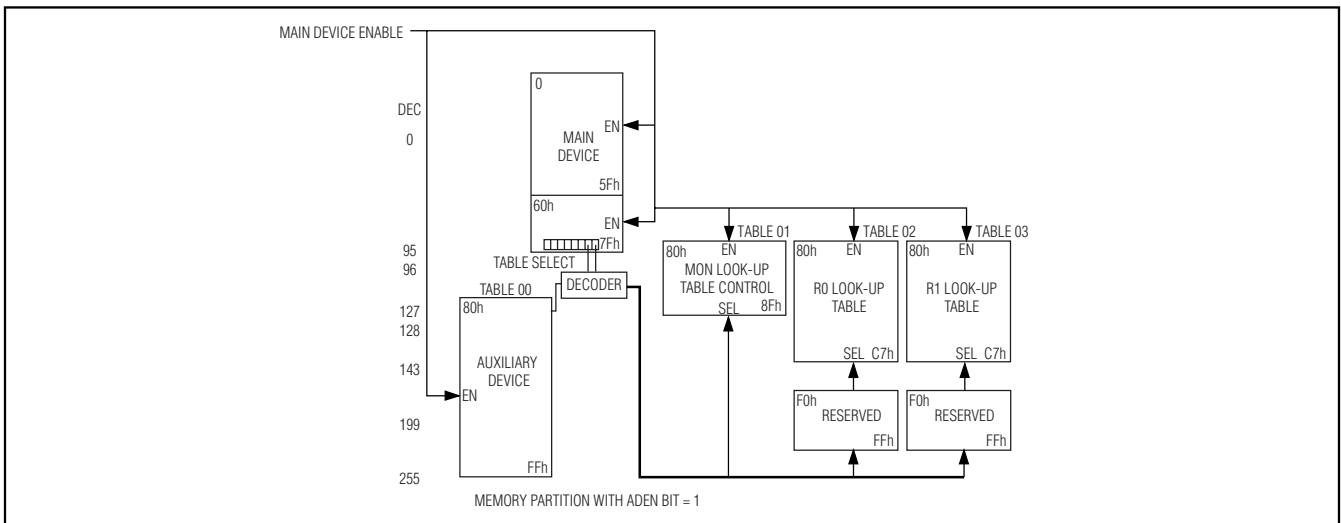 MAIN DEVICE ENABLE
DEC
0
95
96
127
128
143
199
255
0
EN
MAIN
DEVICE
5Fh
60h
EN
7Fh
TABLE SELECT
DECODER
TABLE 00
80h
AUXILIARY
DEVICE
EN
FFh
TABLE 01
80h
EN
MON LOOK-UP
TABLE CONTROL
8Fh
SEL
TABLE 02
80h
EN
R0 LOOK-UP
TABLE
SEL C7h
F0h
RESERVED
FFh
TABLE 03
80h
EN
R1 LOOK-UP
TABLE
SEL C7h
F0h
RESERVED
FFh
MEMORY PARTITION WITH ADEN BIT = 1